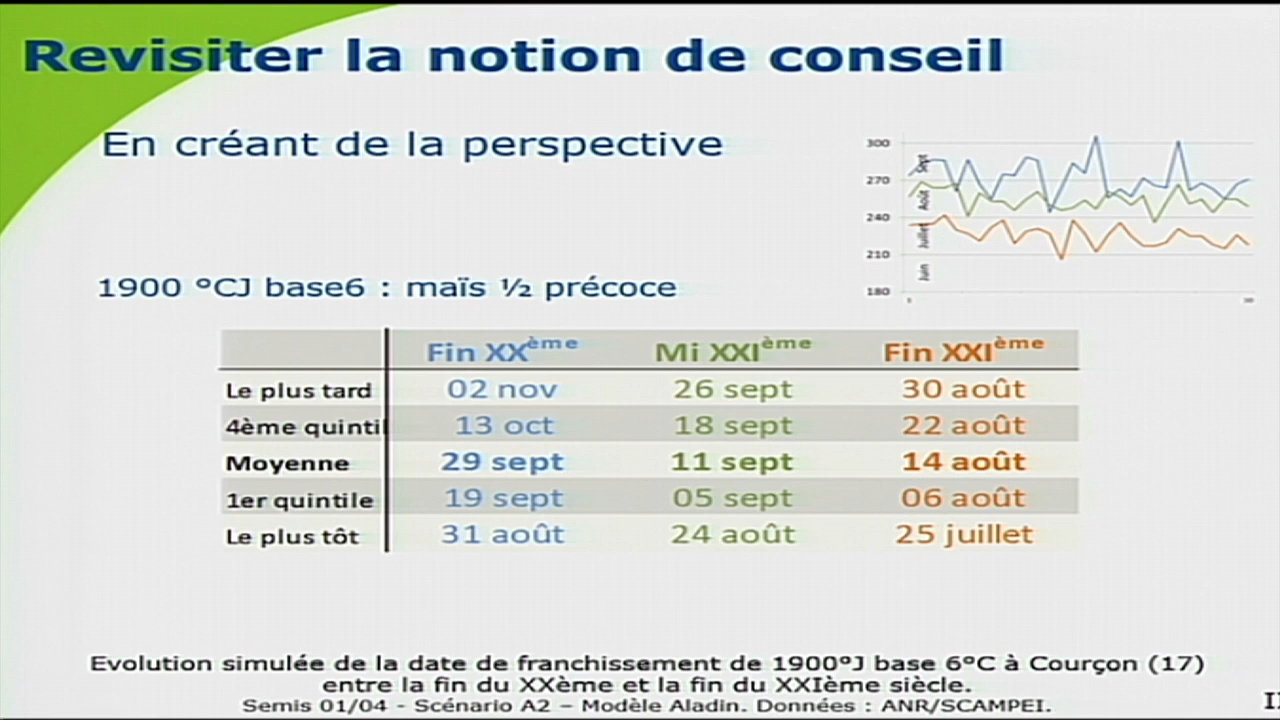 Revisiter la notion de conseil
En créant de la perspective
300
270
240
210
180
Sept
Août
Juillet
Juin
1
30
1900 °CJ base6 : maïs ½ précoce
Fin XXème Mi XXIème Fin XXIème
Le plus tard 02 nov 26 sept 30 août
4ème quintil 13 oct 18 sept 22 août
Moyenne 29 sept 11 sept 14 août
1er quintile 19 sept 05 sept 06 août
Le plus tôt 31 août 24 août 25 juillet
Evolution simulée de la date de franchissement de 1900°J base 6°C à Courçon (17)
entre la fin du XXème et la fin du XXIème siècle.
Semis 01/04 - Scénario A2 – Modèle Aladin. Données : ANR/SCAMPEI.